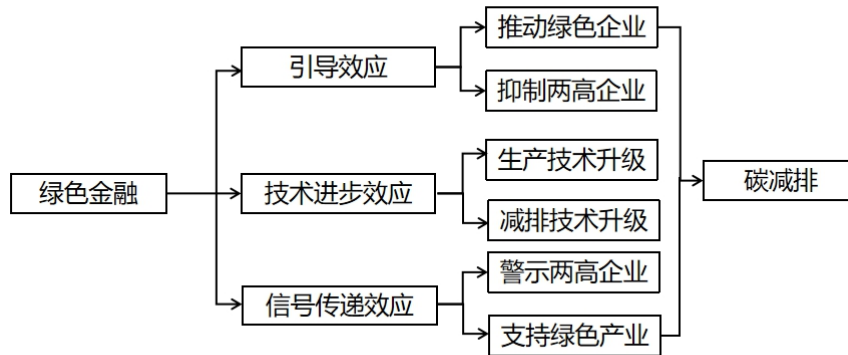 推动绿色企业
引导效应
抑制两高企业
生产技术升级
绿色金融
技术进步效应
碳减排
减排技术升级
警示两高企业
信号传递效应
支持绿色产业